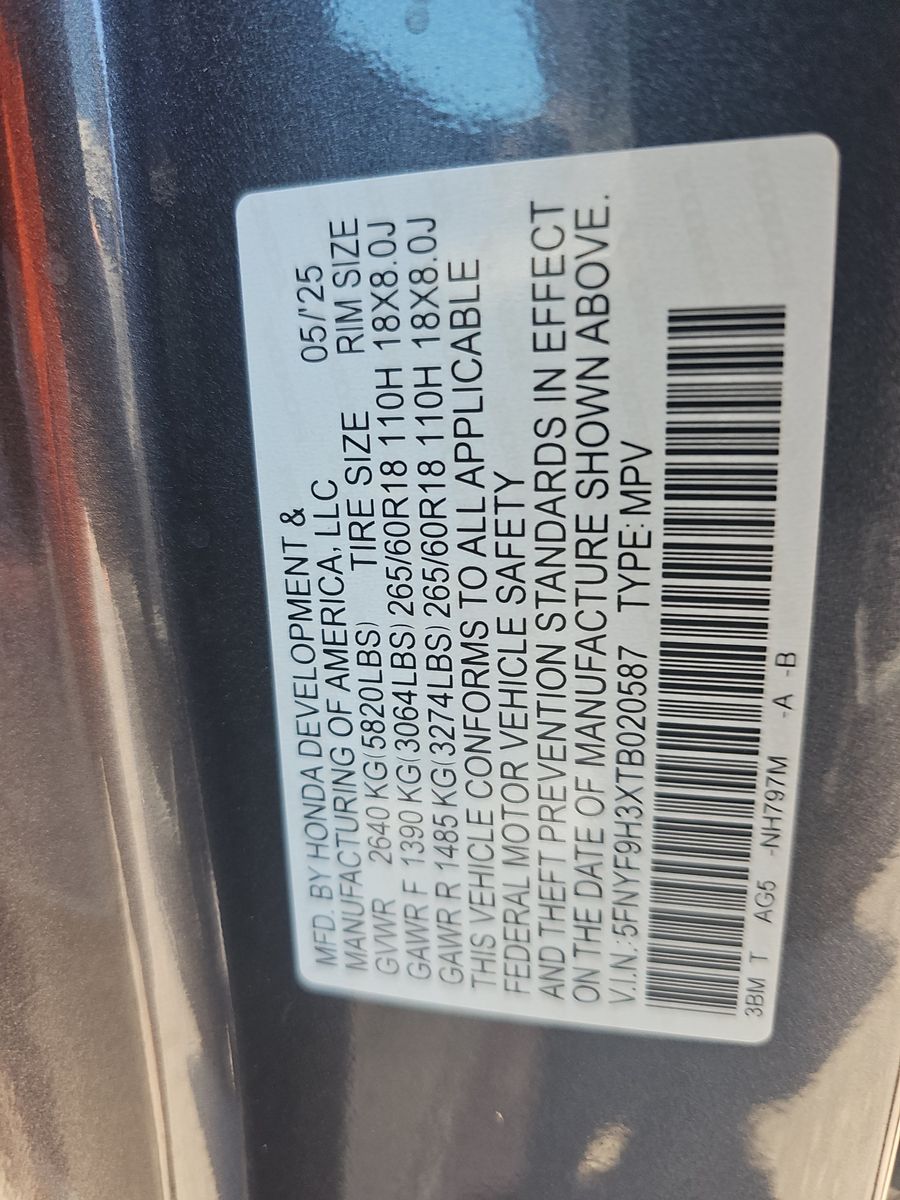 MFD. BY HONDA DEVELOPMENT &
MANUFACTURING OF AMERICA, LLC 05/'25
GVWR 2640 KG(5820LBS) TIRE SIZE RIM SIZE
GAWR F 1390 KG(3064LBS) 265/60R18 110H 18X8.0J
GAWR R 1485 KG(3274LBS) 265/60R18 110H 18X8.0J
THIS VEHICLE CONFORMS TO ALL APPLICABLE
FEDERAL MOTOR VEHICLE SAFETY
AND THEFT PREVENTION STANDARDS IN EFFECT
ON THE DATE OF MANUFACTURE SHOWN ABOVE.
V.I.N.:5FNYF9H3XTB020587 TYPE:MPV
3BM T AG5 -NH797M -A -B